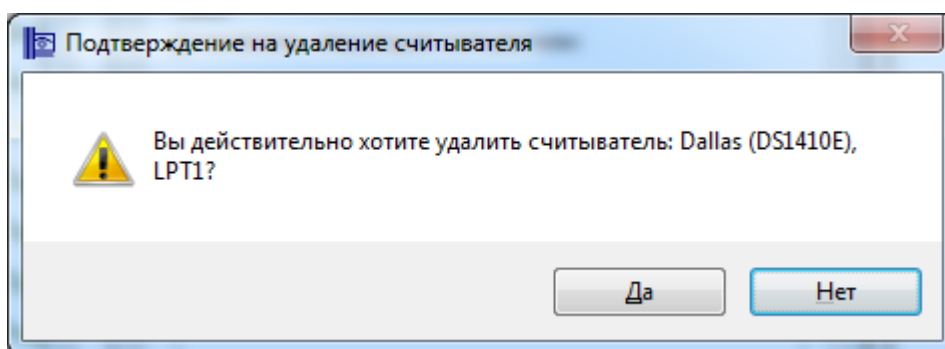 Подтверждение на удаление считывателя
Вы действительно хотите удалить считыватель: Dallas (DS1410E),
LPT1?
Да
Нет